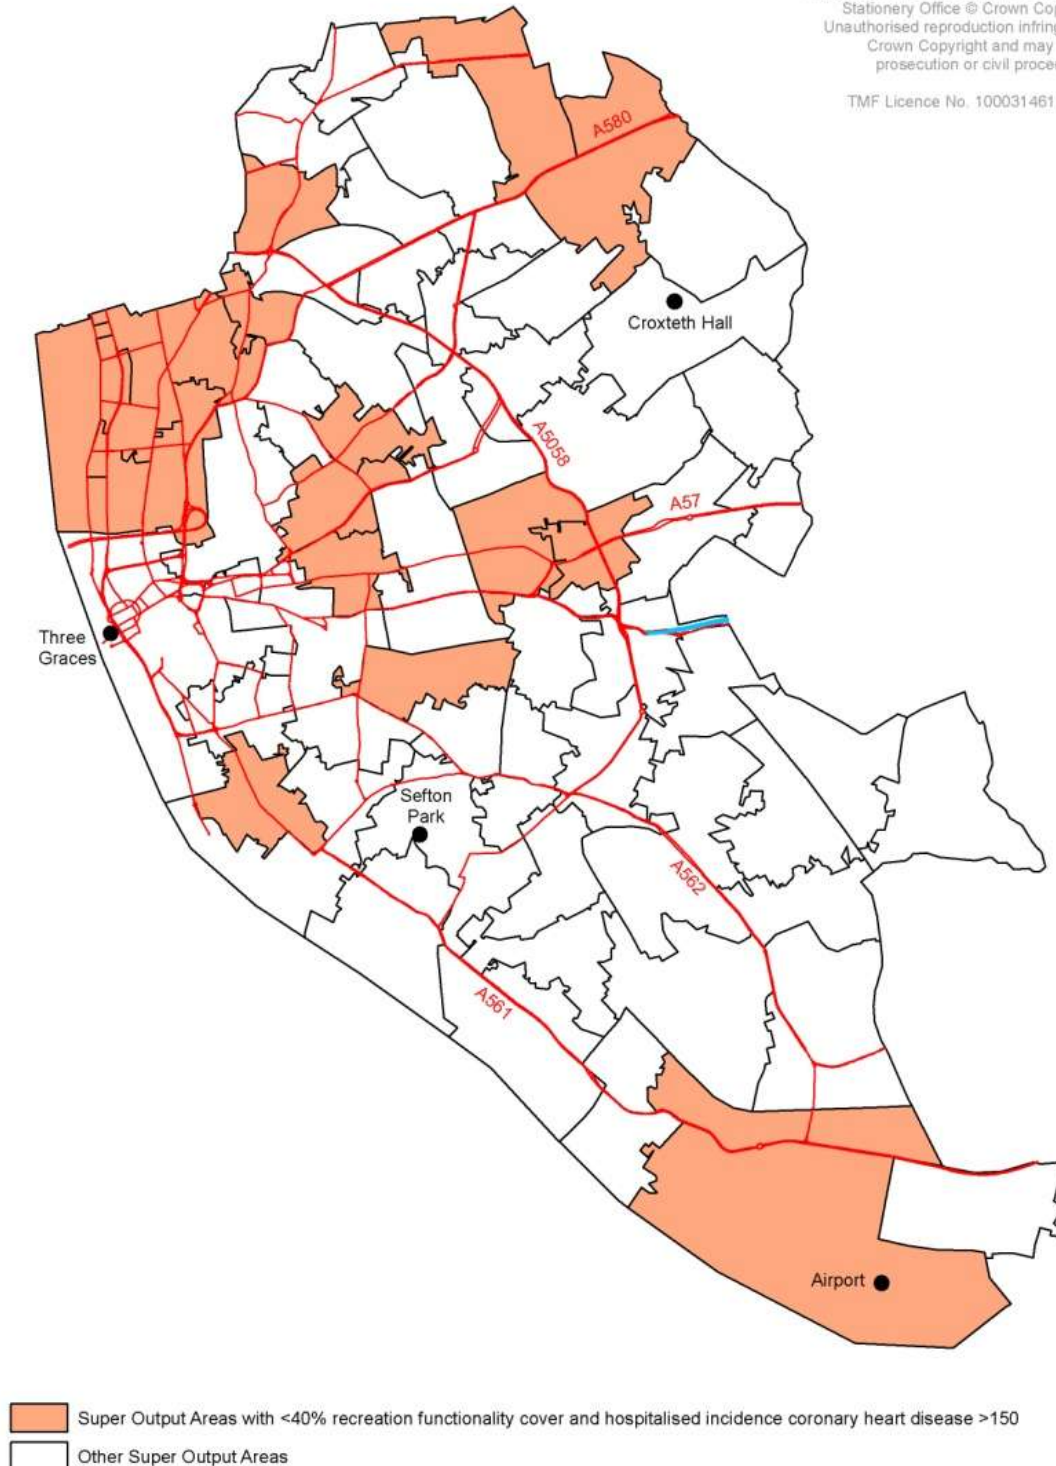 Stationery Office © Crown Cop
Unauthorised reproduction infring
Crown Copyright and may
prosecution or civil proce
TMF Licence No. 100031461
A580
Croxteth Hall
A5058
A57
Three
Graces
Sefton
Park
A562
A561
Airport
Super Output Areas with <40% recreation functionality cover and hospitalised incidence coronary heart disease >150
Other Super Output Areas